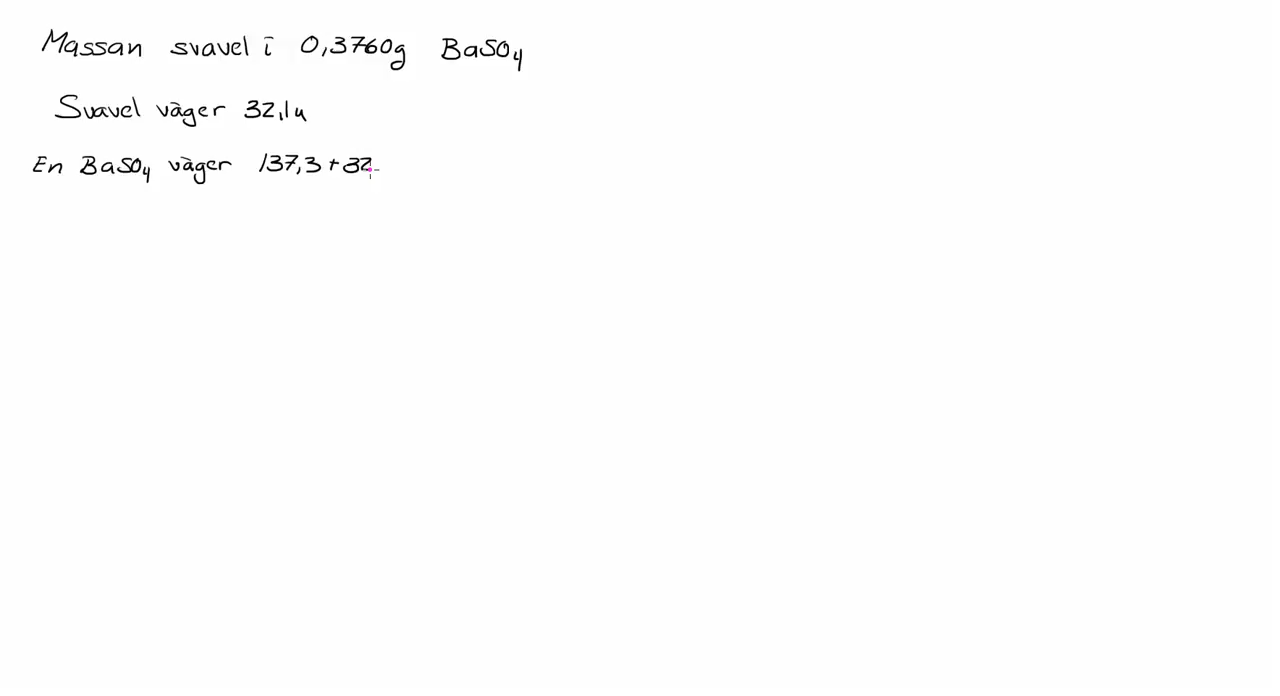 Massan svavel i 0,3760g BaSO₄
Svavel väger 32,1u
En BaSO₄ väger 137,3+32